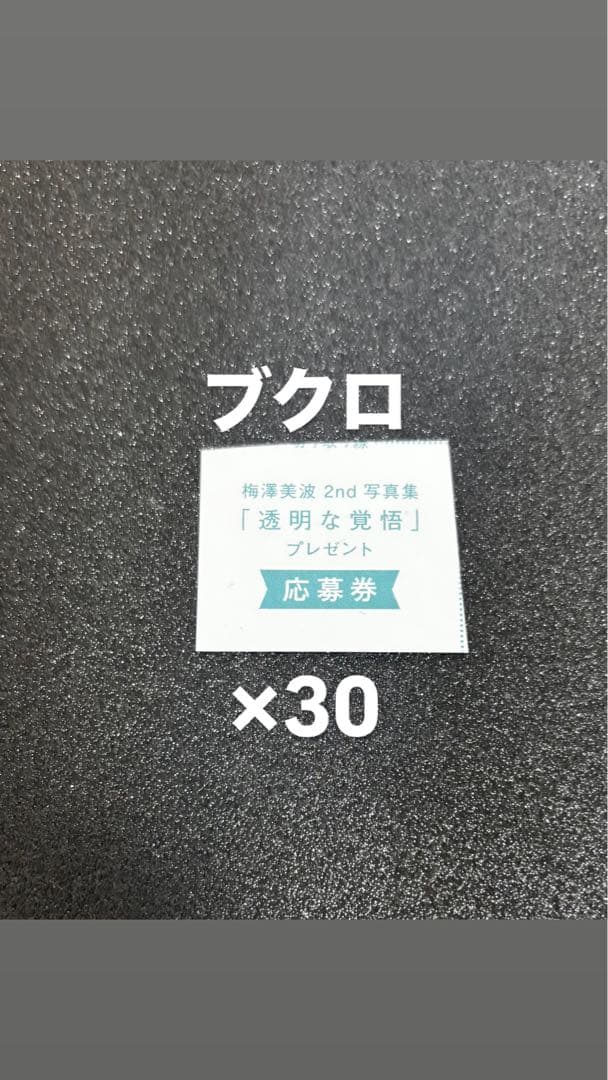 ブクロ
梅澤美波 2nd 写真集
「透明な覚悟」
プレゼント
応募券
×30